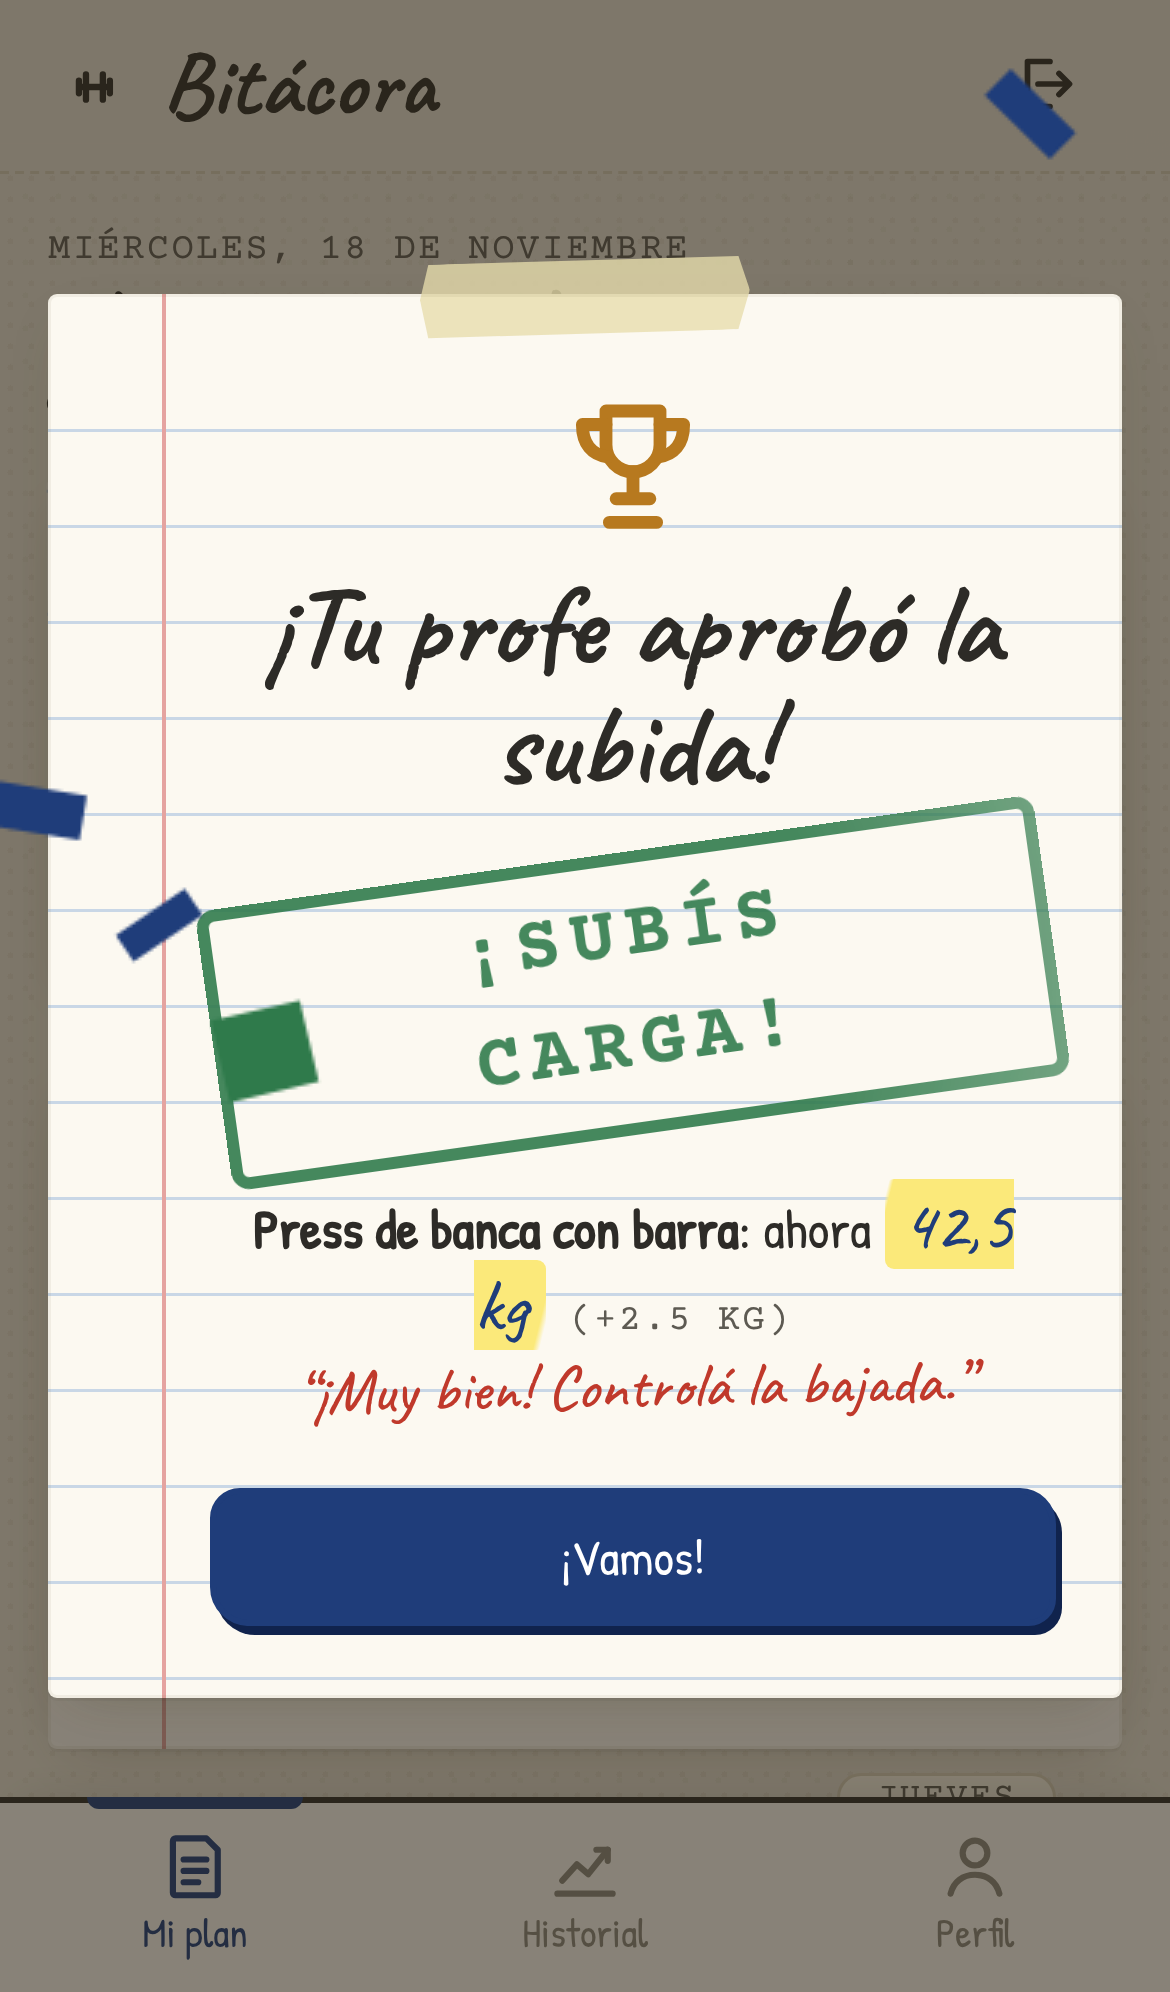 Bitácora
MIÉRCOLES, 18 DE NOVIEMBRE
¡Tu profe aprobó la
subida!
¡SUBÍS
CARGA!
Press de banca con barra: ahora 42,5
kg (+2.5 KG)
“¡Muy bien! Controlá la bajada.”
¡Vamos!
JUEVES
Mi plan
Historial
Perfil